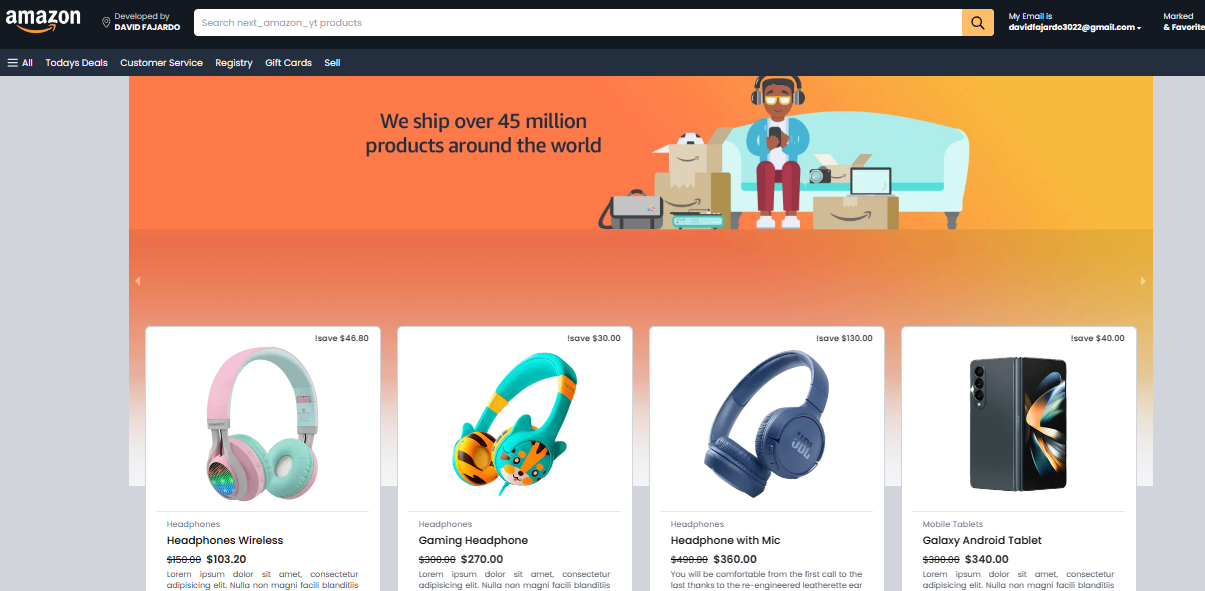 amazon
Developed by
DAVID FAJARDO
Search next_amazon_yt products
My Email is
davidfajardo3022@gmail.com
Marked
& Favorite
All
Todays Deals
Customer Service
Registry
Gift Cards
Sell
We ship over 45 million
products around the world
!save $46.80
!save $30.00
!save $130.00
!save $40.00
JBL
Headphones
Headphones Wireless
$150.00 $103.20
Lorem ipsum dolor sit amet, consectetur
adipisicing elit. Nulla non magni facili blanditiis
Headphones
Gaming Headphone
$300.00 $270.00
Lorem ipsum dolor sit amet, consectetur
adipisicing elit. Nulla non magni facili blanditiis
Headphones
Headphone with Mic
$490.00 $360.00
You will be comfortable from the first call to the
last thanks to the re-engineered leatherette ear
Mobile Tablets
Galaxy Android Tablet
$380.00 $340.00
Lorem ipsum dolor sit amet, consectetur
adipisicing elit. Nulla non magni facili blanditiis